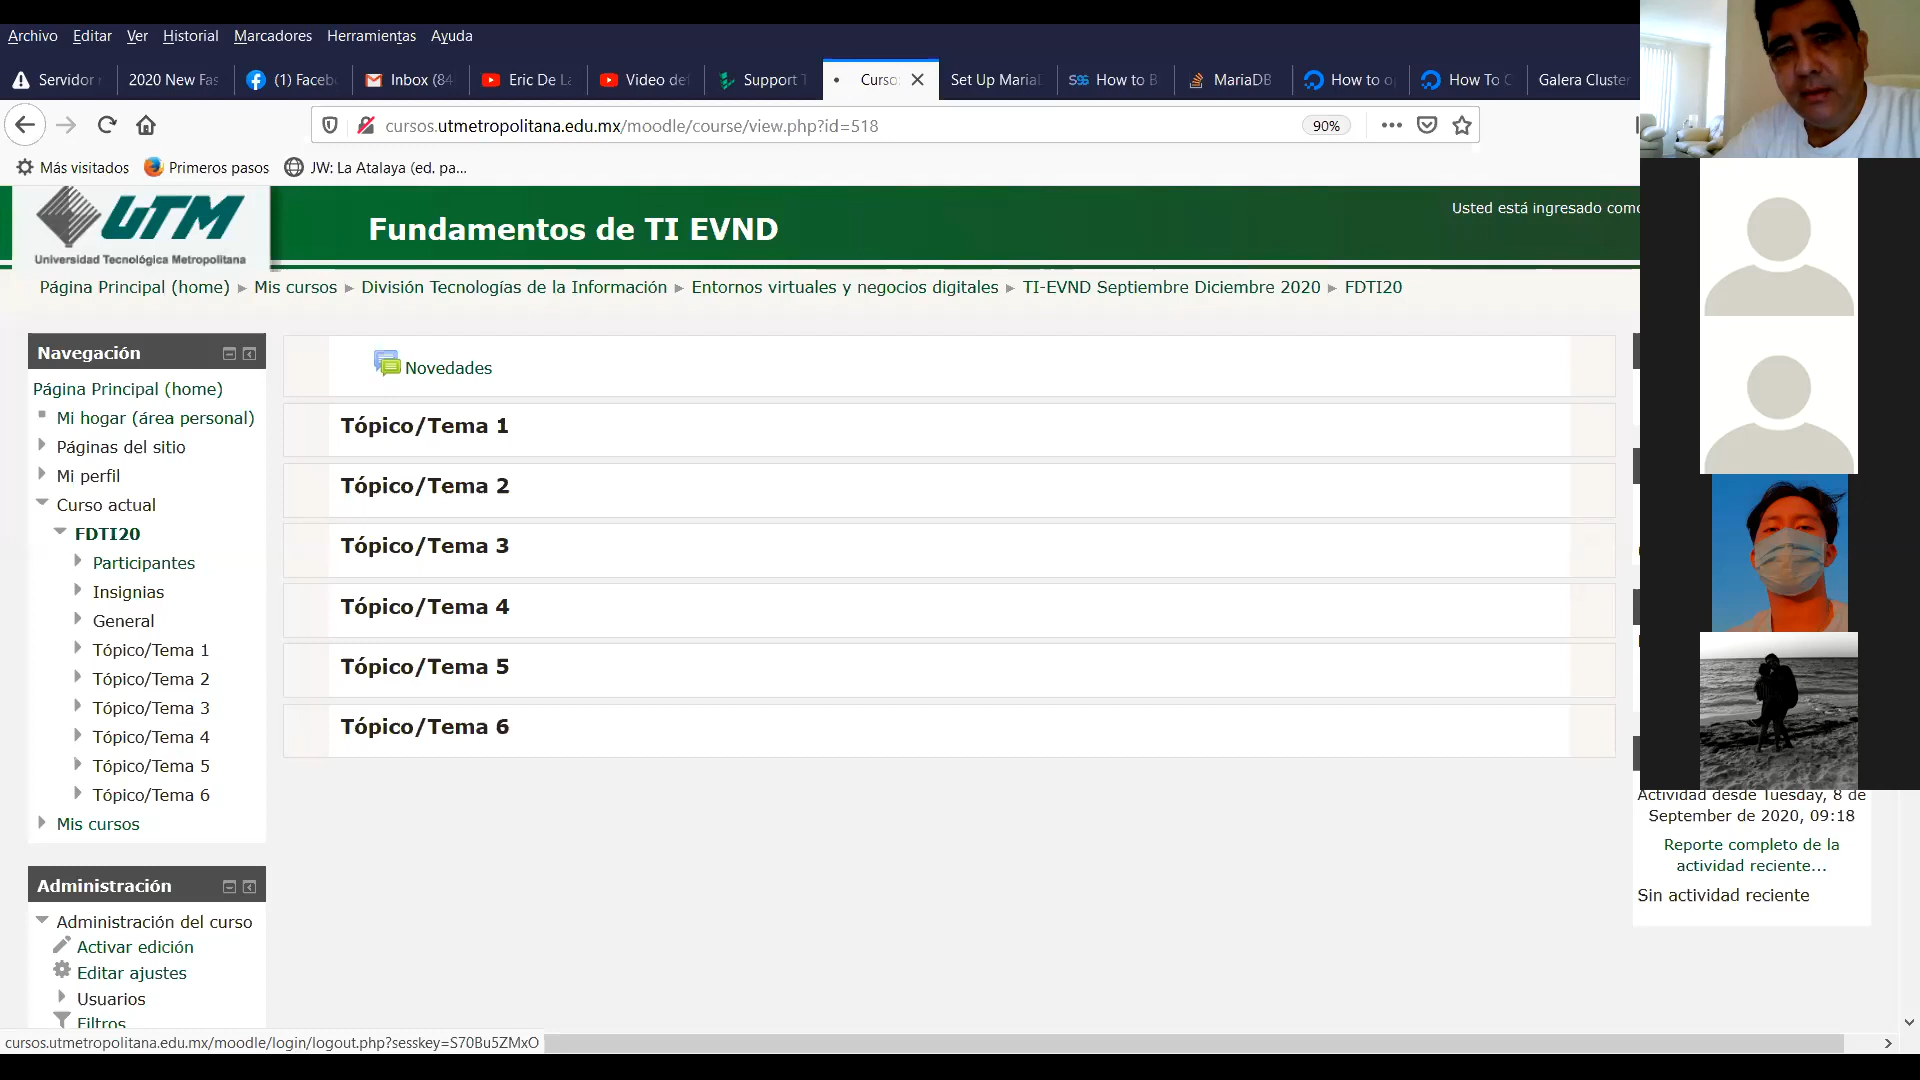 Archivo Editar Ver Historial Marcadores Herramientas Ayuda
Servidor 2020 New Fas (1) Faceb Inbox (84 Eric De La Video de Support T Curso Set Up Maria How to B MariaDB How to o How To C Galera Cluster
cursos.utmetropolitana.edu.mx/moodle/course/view.php?id=518 90%
Más visitados Primeros pasos JW: La Atalaya (ed. pa...
UTM
Universidad Tecnológica Metropolitana
Fundamentos de TI EVND
Usted está ingresado como
Página Principal (home) ► Mis cursos ► División Tecnologías de la Información ► Entornos virtuales y negocios digitales ► TI-EVND Septiembre Diciembre 2020 ► FDTI20
Navegación
Página Principal (home)
Mi hogar (área personal)
Páginas del sitio
Mi perfil
Curso actual
FDTI20
Participantes
Insignias
General
Tópico/Tema 1
Tópico/Tema 2
Tópico/Tema 3
Tópico/Tema 4
Tópico/Tema 5
Tópico/Tema 6
Mis cursos
Administración
Administración del curso
Activar edición
Editar ajustes
Usuarios
Filtros
Novedades
Tópico/Tema 1
Tópico/Tema 2
Tópico/Tema 3
Tópico/Tema 4
Tópico/Tema 5
Tópico/Tema 6
Actividad desde Tuesday, 8 de
September de 2020, 09:18
Reporte completo de la
actividad reciente...
Sin actividad reciente
cursos.utmetropolitana.edu.mx/moodle/login/logout.php?sesskey=S70Bu5ZMxO